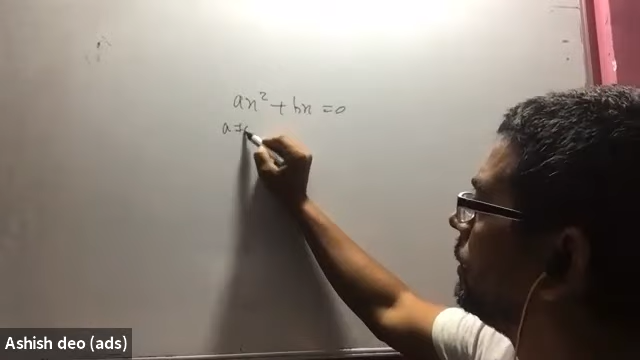 ax² + bx = 0
a ≠
Ashish deo (ads)